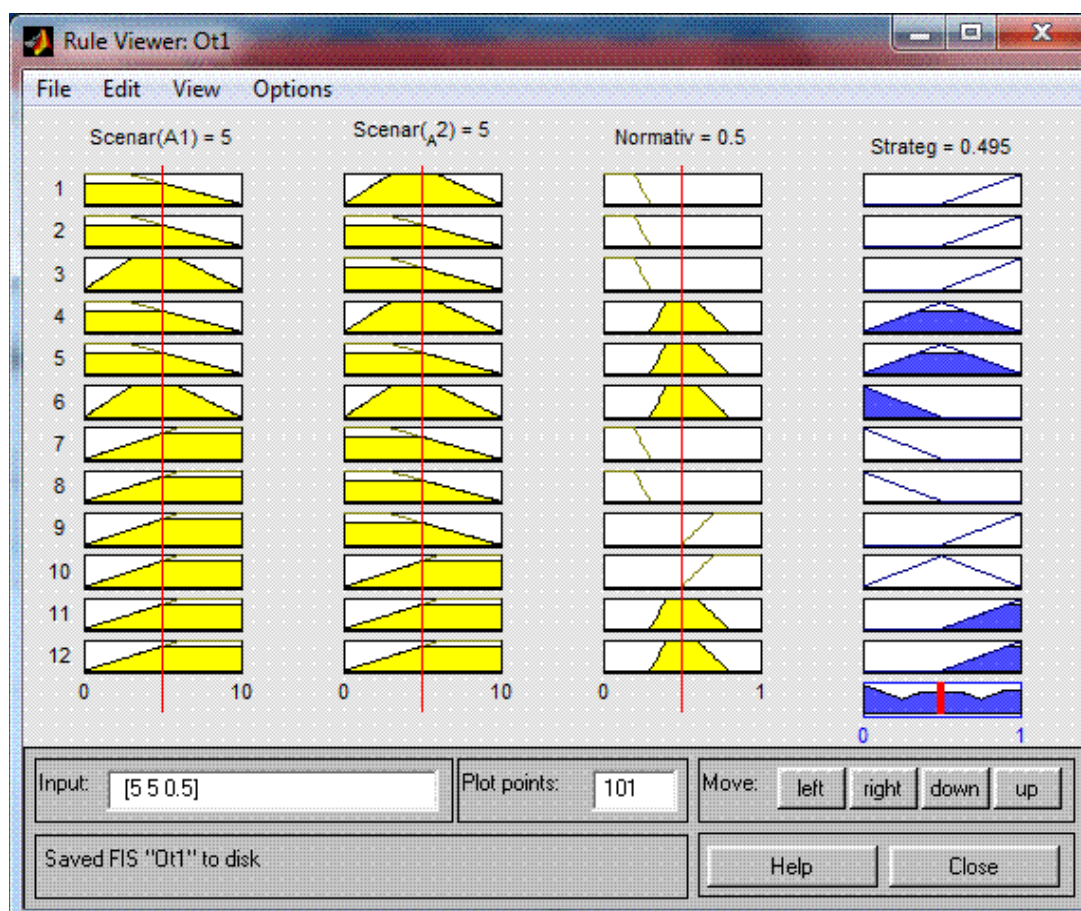 Rule Viewer: Ot1
File Edit View Options
Scenar(A1) = 5 Scenar(A2) = 5 Normativ = 0.5 Strateg = 0.495
1
2
3
4
5
6
7
8
9
10
11
12
0 10 0 10 0 1
0 1
Input: [5 5 0.5] Plot points: 101 Move: left right down up
Saved FIS "Ot1" to disk Help Close